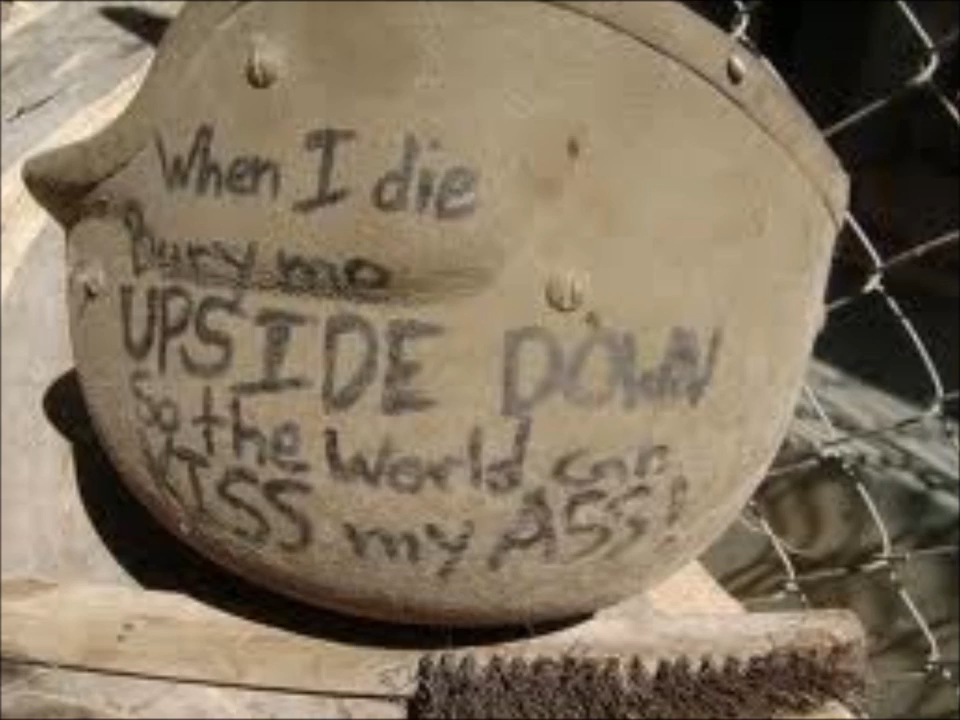 When I die
Bury me
UPSIDE DOWN
So the World can
KISS my ASS!